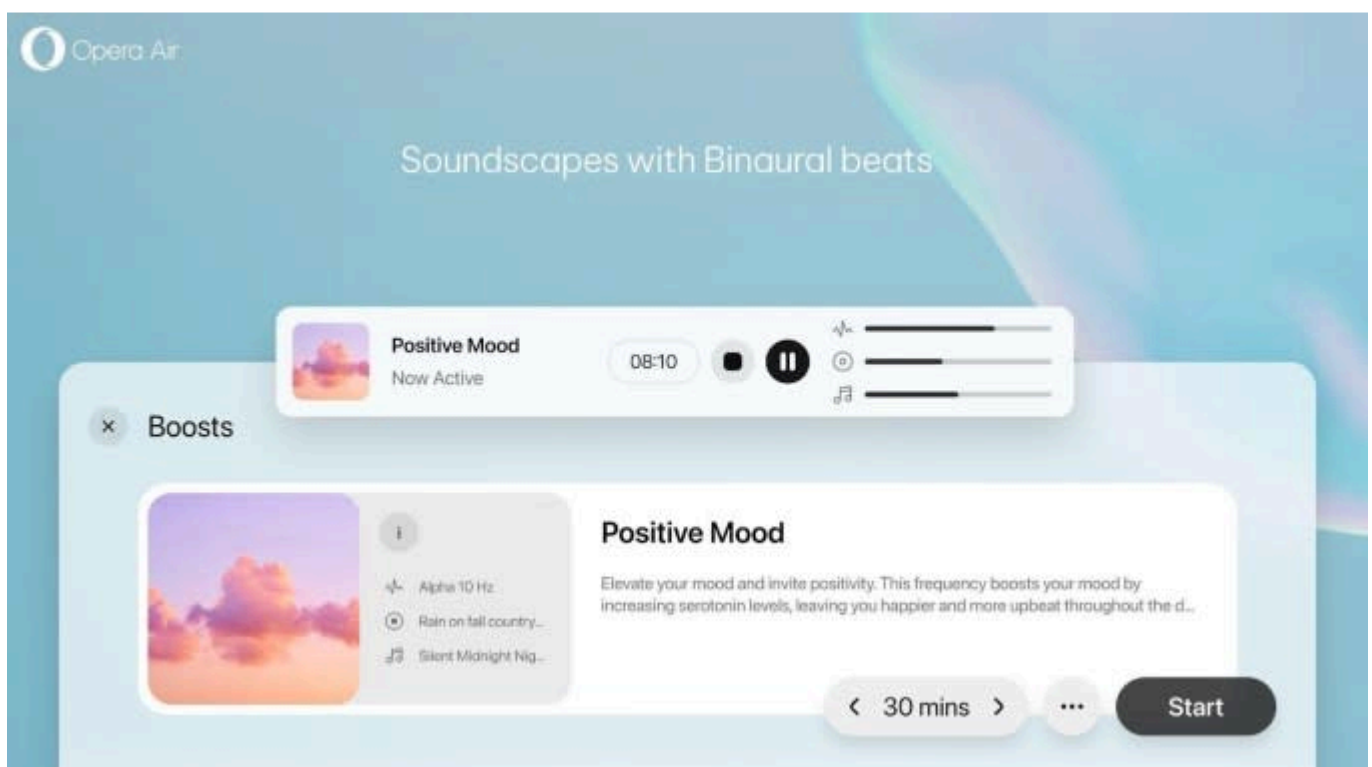 Opera Air
Soundscapes with Binaural beats
Positive Mood
Now Active
08:10
Boosts
i
Alpha 10 Hz
Rain on fall country...
Silent Midnight Nig...
Positive Mood
Elevate your mood and invite positivity. This frequency boosts your mood by
increasing serotonin levels, leaving you happier and more upbeat throughout the d...
30 mins
Start